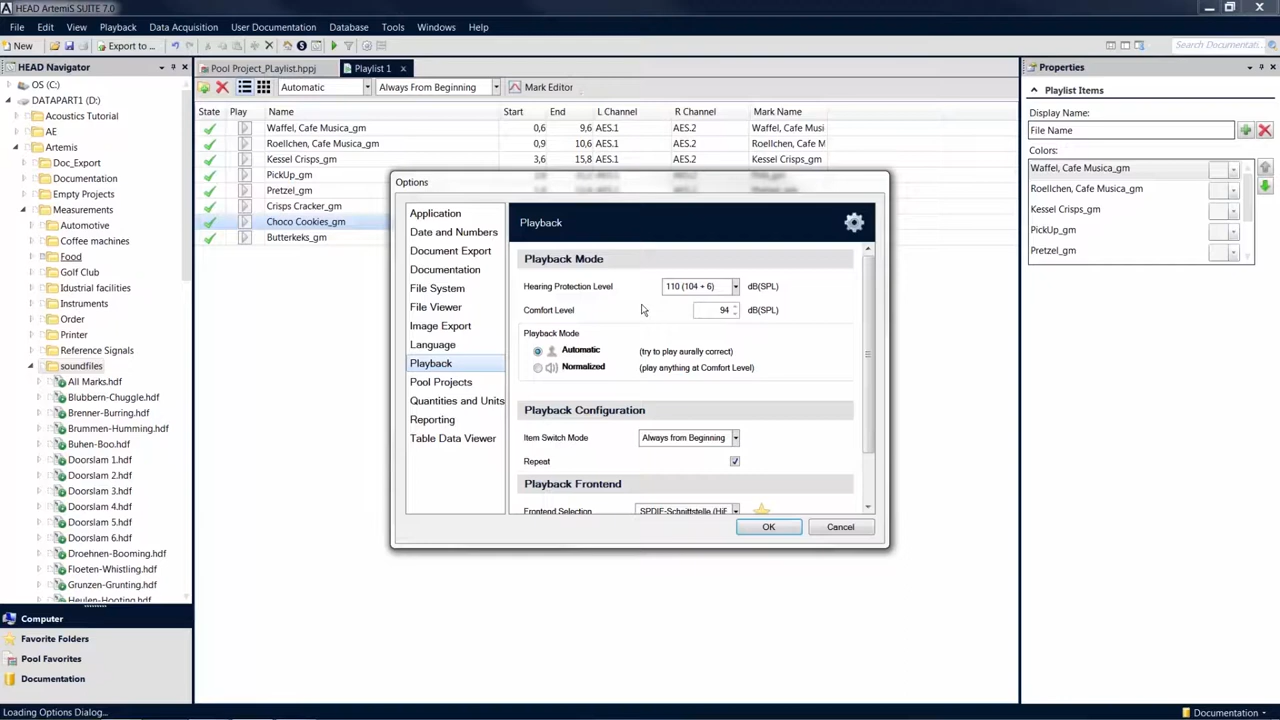 HEAD ArtemiS SUITE 7.0
File Edit View Playback Data Acquisition User Documentation Database Tools Windows Help
New Export to ... Search Documentati...
HEAD Navigator
OS (C:)
DATAPART1 (D:)
Acoustics Tutorial
AE
Artemis
Doc_Export
Documentation
Empty Projects
Measurements
Automotive
Coffee machines
Food
Golf Club
Idustrial facilities
Instruments
Order
Printer
Reference Signals
soundfiles
All Marks.hdf
Blubbern-Chuggle.hdf
Brenner-Burring.hdf
Brummen-Humming.hdf
Buhen-Boo.hdf
Doorslam 1.hdf
Doorslam 2.hdf
Doorslam 3.hdf
Doorslam 4.hdf
Doorslam 5.hdf
Doorslam 6.hdf
Droehnen-Booming.hdf
Floeten-Whistling.hdf
Grunzen-Grunting.hdf
Heulen-Hooting.hdf
Computer
Favorite Folders
Pool Favorites
Documentation
Loading Options Dialog...
Pool Project_PLaylist.hppj Playlist 1
Automatic Always From Beginning Mark Editor
State Play Name Start End L Channel R Channel Mark Name
Waffel, Cafe Musica_gm 0,6 9,6 AES.1 AES.2 Waffel, Cafe Musi
Roellchen, Cafe Musica_gm 0,9 10,6 AES.1 AES.2 Roellchen, Cafe M
Kessel Crisps_gm 3,6 15,8 AES.1 AES.2 Kessel Crisps_gm
PickUp_gm
Pretzel_gm
Crisps Cracker_gm
Choco Cookies_gm
Butterkeks_gm
Options
Application
Date and Numbers
Document Export
Documentation
File System
File Viewer
Image Export
Language
Playback
Pool Projects
Quantities and Units
Reporting
Table Data Viewer
Playback
Playback Mode
Hearing Protection Level 110 (104 + 6) dB(SPL)
Comfort Level 94 dB(SPL)
Playback Mode
Automatic (try to play aurally correct)
Normalized (play anything at Comfort Level)
Playback Configuration
Item Switch Mode Always from Beginning
Repeat
Playback Frontend
Frontend Selection SPDIF-Schnittstelle (HiF
OK Cancel
Properties
Playlist Items
Display Name:
File Name
Colors:
Waffel, Cafe Musica_gm
Roellchen, Cafe Musica_gm
Kessel Crisps_gm
PickUp_gm
Pretzel_gm
Documentation